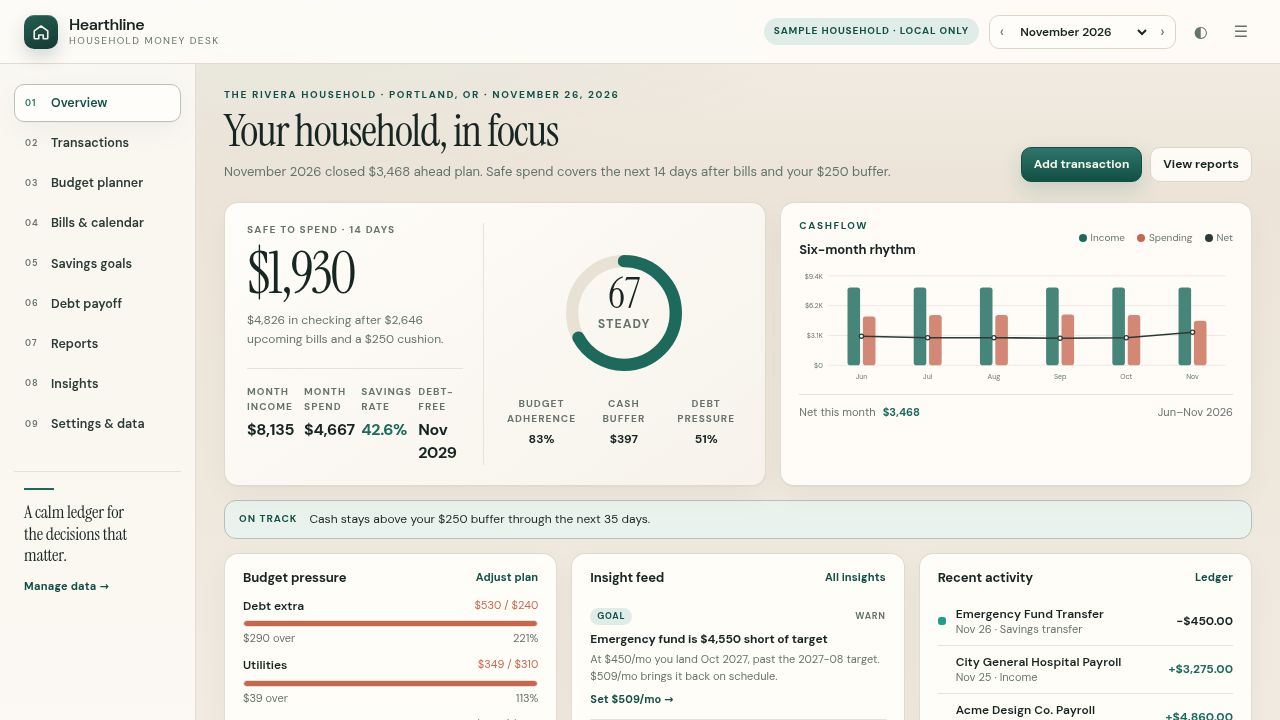 Hearthline
HOUSEHOLD MONEY DESK
SAMPLE HOUSEHOLD · LOCAL ONLY
‹ November 2026 ›
01 Overview
02 Transactions
03 Budget planner
04 Bills & calendar
05 Savings goals
06 Debt payoff
07 Reports
08 Insights
09 Settings & data
A calm ledger for
the decisions that
matter.
Manage data →
THE RIVERA HOUSEHOLD · PORTLAND, OR · NOVEMBER 26, 2026
Your household, in focus
November 2026 closed $3,468 ahead plan. Safe spend covers the next 14 days after bills and your $250 buffer.
Add transaction
View reports
SAFE TO SPEND · 14 DAYS
$1,930
$4,826 in checking after $2,646
upcoming bills and a $250 cushion.
MONTH INCOME
$8,135
MONTH SPEND
$4,667
SAVINGS RATE
42.6%
DEBT-FREE
Nov 2029
67
STEADY
BUDGET ADHERENCE
83%
CASH BUFFER
$397
DEBT PRESSURE
51%
CASHFLOW
Six-month rhythm
Income Spending Net
$9.4K
$6.2K
$3.1K
$0
Jun Jul Aug Sep Oct Nov
Net this month $3,468
Jun–Nov 2026
ON TRACK Cash stays above your $250 buffer through the next 35 days.
Budget pressure
Adjust plan
Debt extra $530 / $240
$290 over 221%
Utilities $349 / $310
$39 over 113%
Insight feed
All insights
GOAL WARN
Emergency fund is $4,550 short of target
At $450/mo you land Oct 2027, past the 2027-08 target.
$509/mo brings it back on schedule.
Set $509/mo →
Recent activity
Ledger
Emergency Fund Transfer −$450.00
Nov 26 · Savings transfer
City General Hospital Payroll +$3,275.00
Nov 25 · Income
Acme Design Co. Payroll +$4,860.00